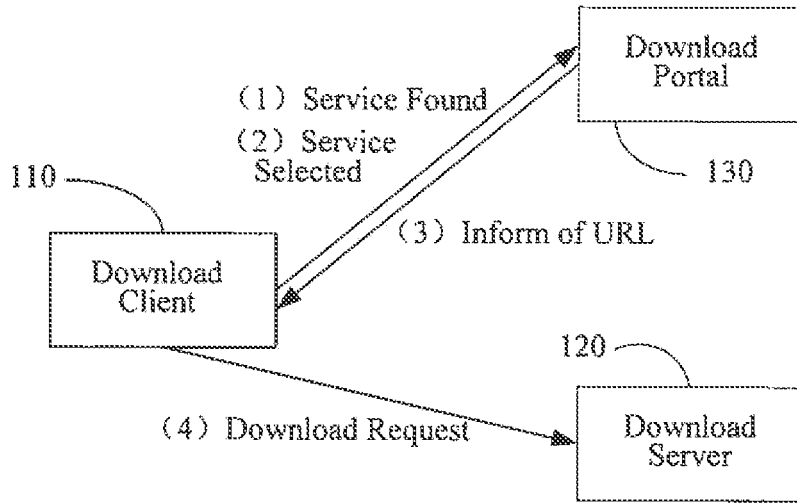 Download
Portal
(1) Service Found
(2) Service
Selected
110
130
(3) Inform of URL
Download
Client
120
(4) Download Request
Download
Server